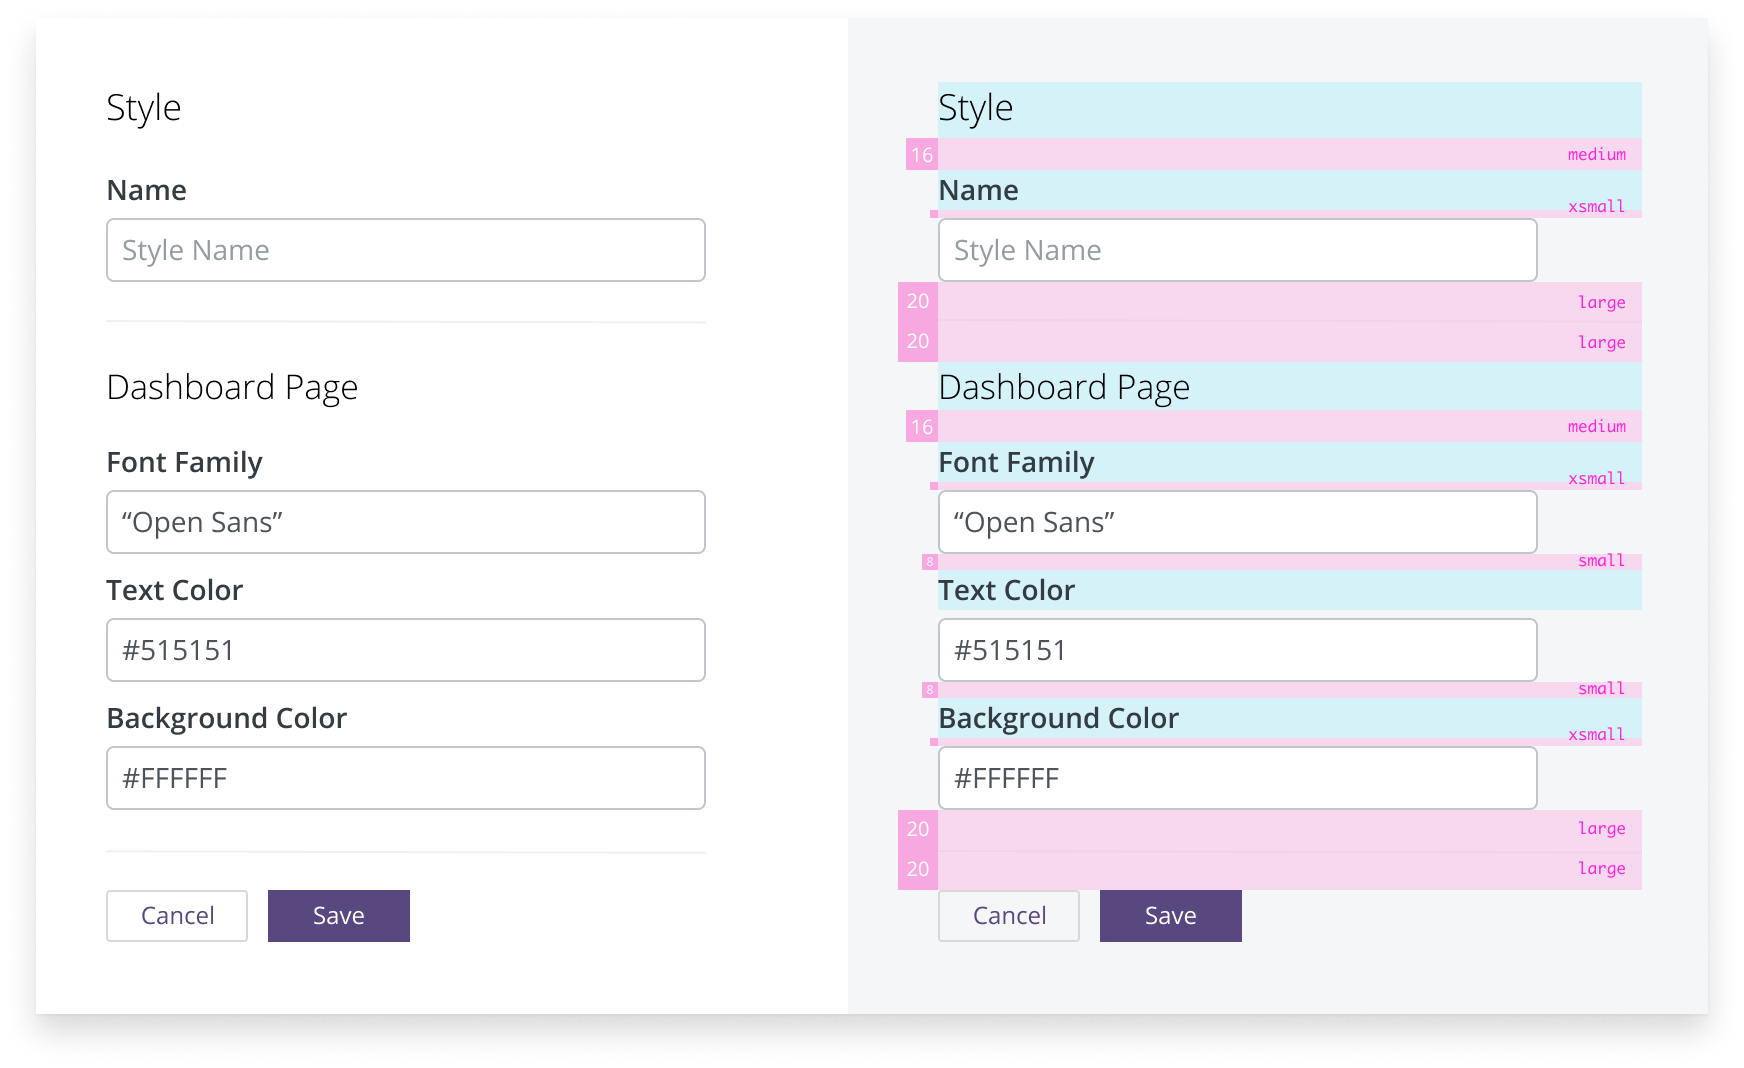 Style
Name
Style Name
Dashboard Page
Font Family
“Open Sans”
Text Color
#515151
Background Color
#FFFFFF
Cancel
Save
Style
16
medium
Name
xsmall
Style Name
20
large
20
large
Dashboard Page
16
medium
Font Family
xsmall
“Open Sans”
8
small
Text Color
#515151
8
small
Background Color
xsmall
#FFFFFF
20
large
20
large
Cancel
Save